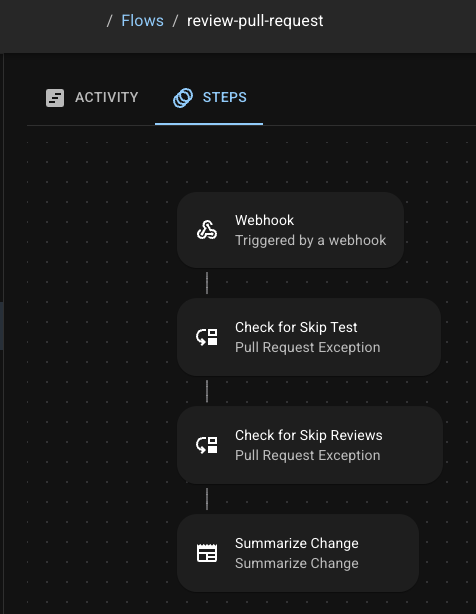 / Flows / review-pull-request
ACTIVITY STEPS
Webhook
Triggered by a webhook
Check for Skip Test
Pull Request Exception
Check for Skip Reviews
Pull Request Exception
Summarize Change
Summarize Change